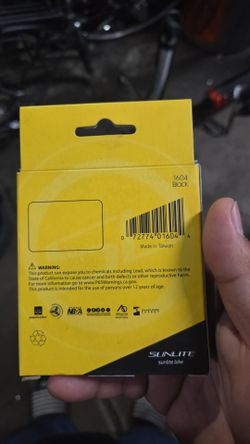 1604
Black
0 72774 01604 4
Made in Taiwan
WARNING:
This product can expose you to chemicals including Lead, which is known to the
State of California to cause cancer and birth defects or other reproductive harm.
For more information go to www.P65Warnings.ca.gov.
This product is intended for use of persons over 12 years of age.
SUNLITE
sunlite bike